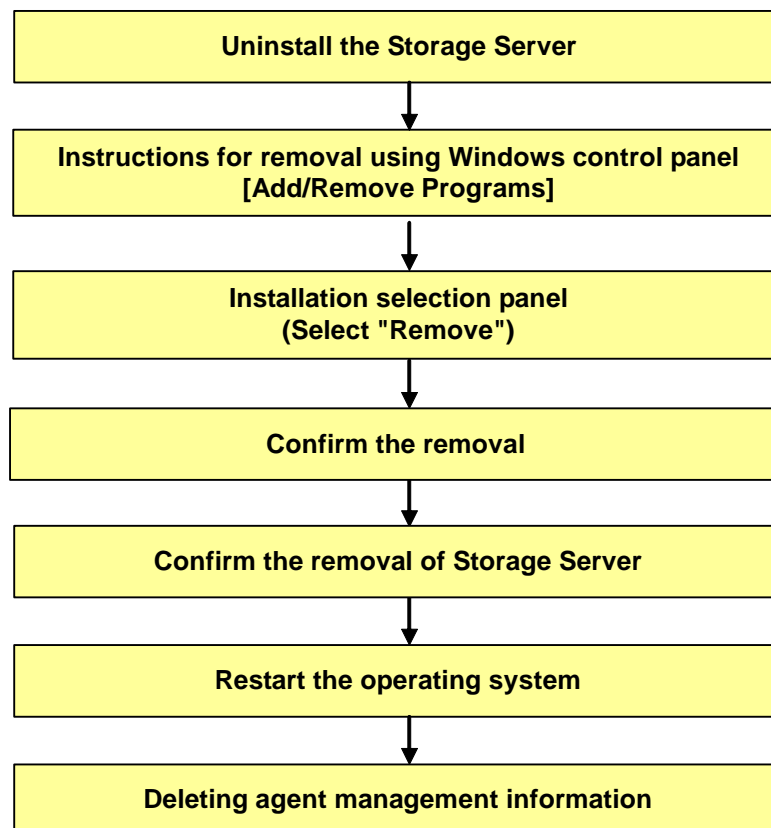 Uninstall the Storage Server
Instructions for removal using Windows control panel
[Add/Remove Programs]
Installation selection panel
(Select "Remove")
Confirm the removal
Confirm the removal of Storage Server
Restart the operating system
Deleting agent management information